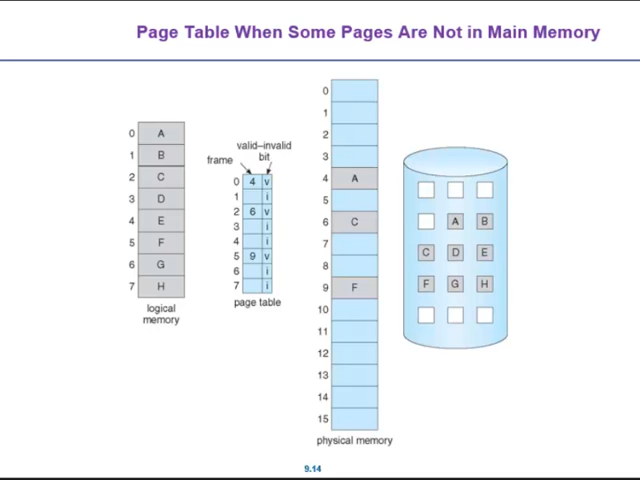 Page Table When Some Pages Are Not in Main Memory
0 A
1 B
2 C
3 D
4 E
5 F
6 G
7 H
logical
memory
valid–invalid
bit
frame
0 4 v
1 i
2 6 v
3 i
4 i
5 9 v
6 i
7 i
page table
0
1
2
3
4 A
5
6 C
7
8
9 F
10
11
12
13
14
15
physical memory
A B
C D E
F G H
9.14